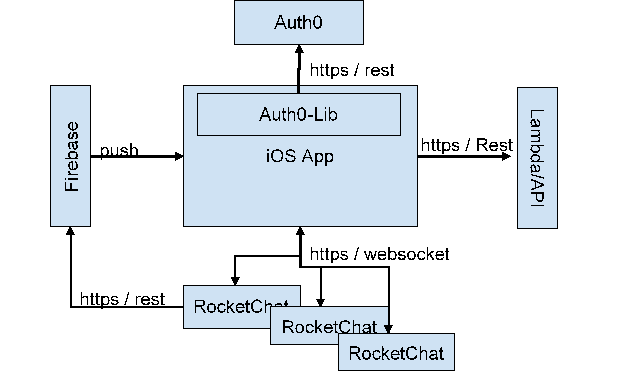 Auth0
https / rest
Auth0-Lib
iOS App
Firebase
push
https / Rest
Lambda/API
https / websocket
https / rest
RocketChat
RocketChat
RocketChat